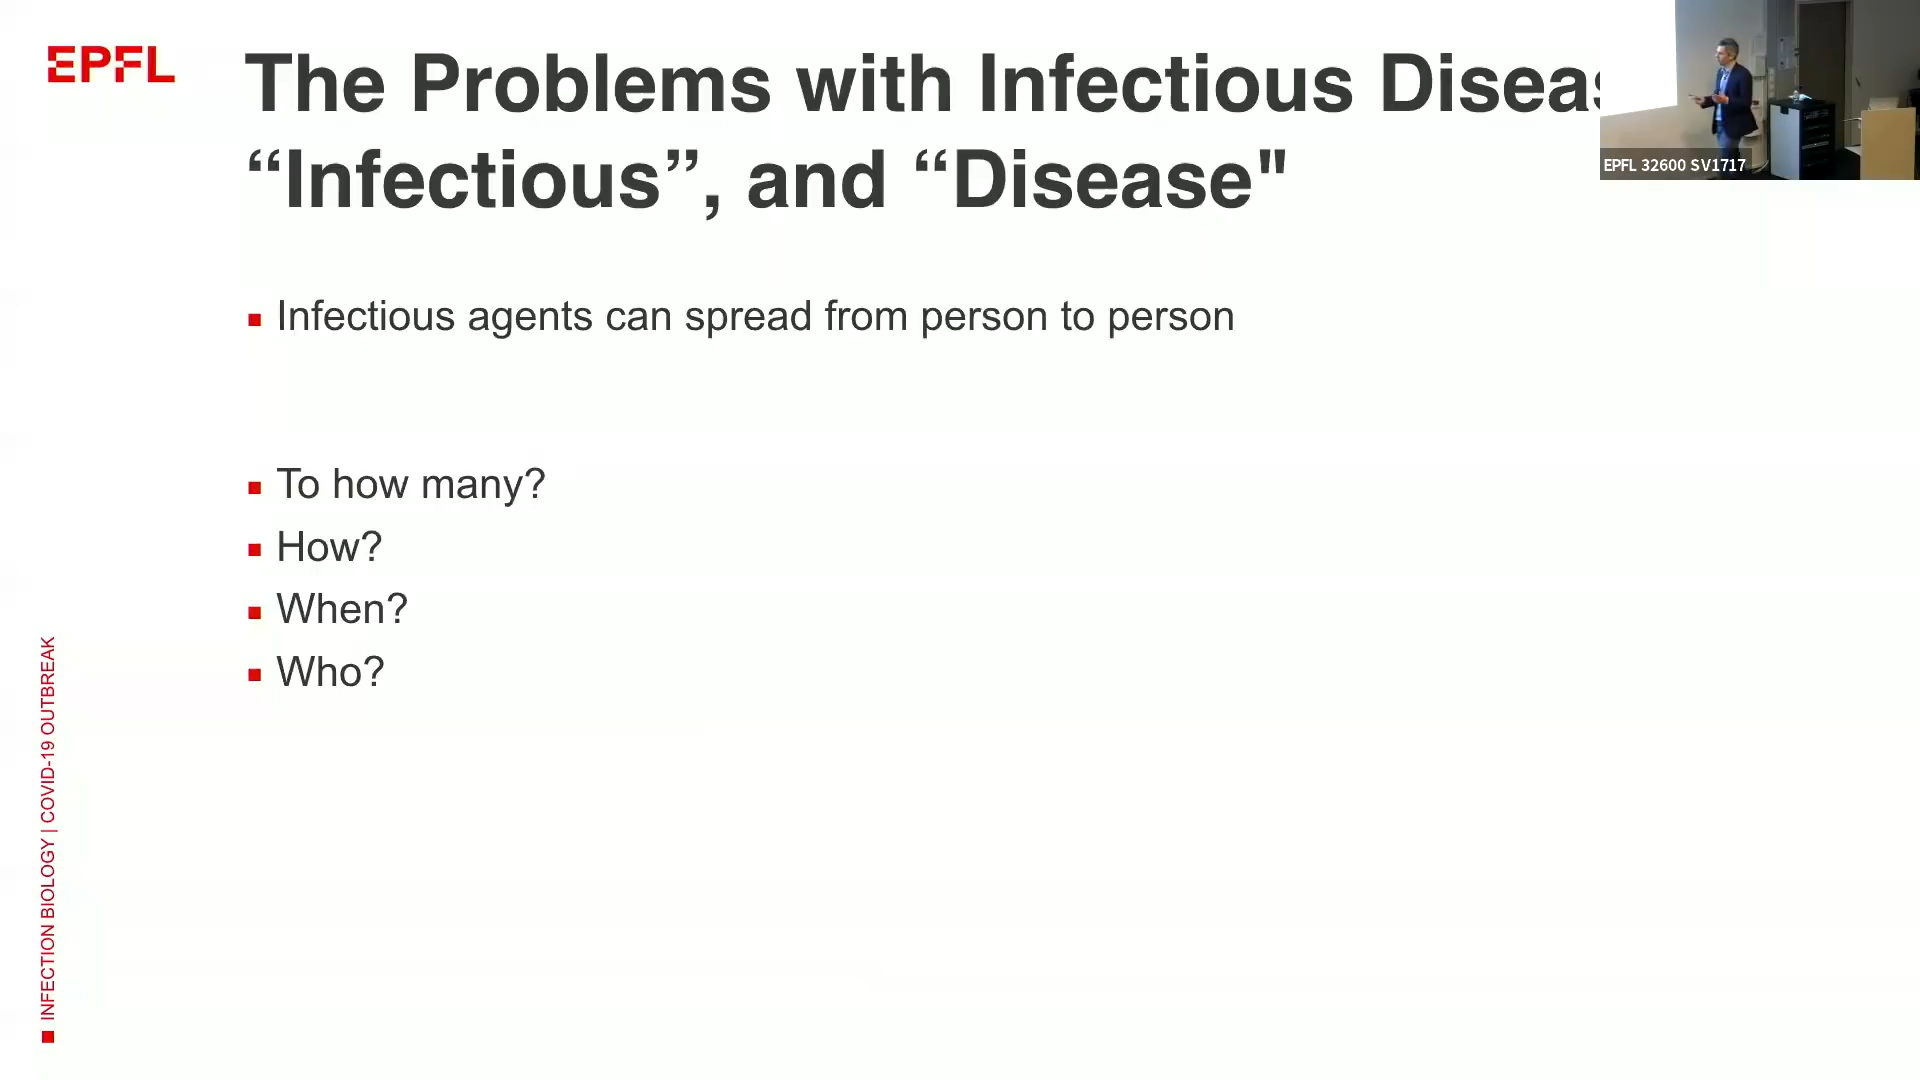 EPFL
The Problems with Infectious Diseas
“Infectious”, and “Disease"
EPFL 32600 SV1717
Infectious agents can spread from person to person
To how many?
How?
When?
Who?
INFECTION BIOLOGY | COVID-19 OUTBREAK